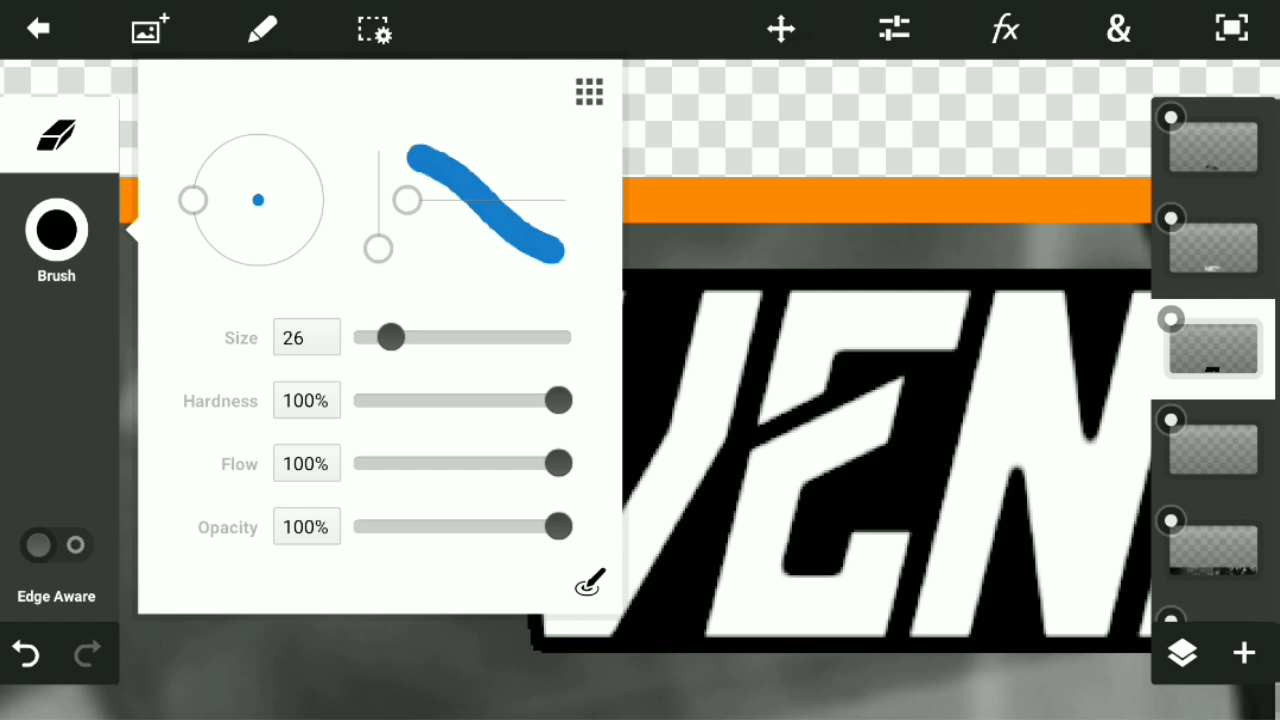 fx
&
Brush
Size 26
Hardness 100%
Flow 100%
Opacity 100%
Edge Aware
VEN